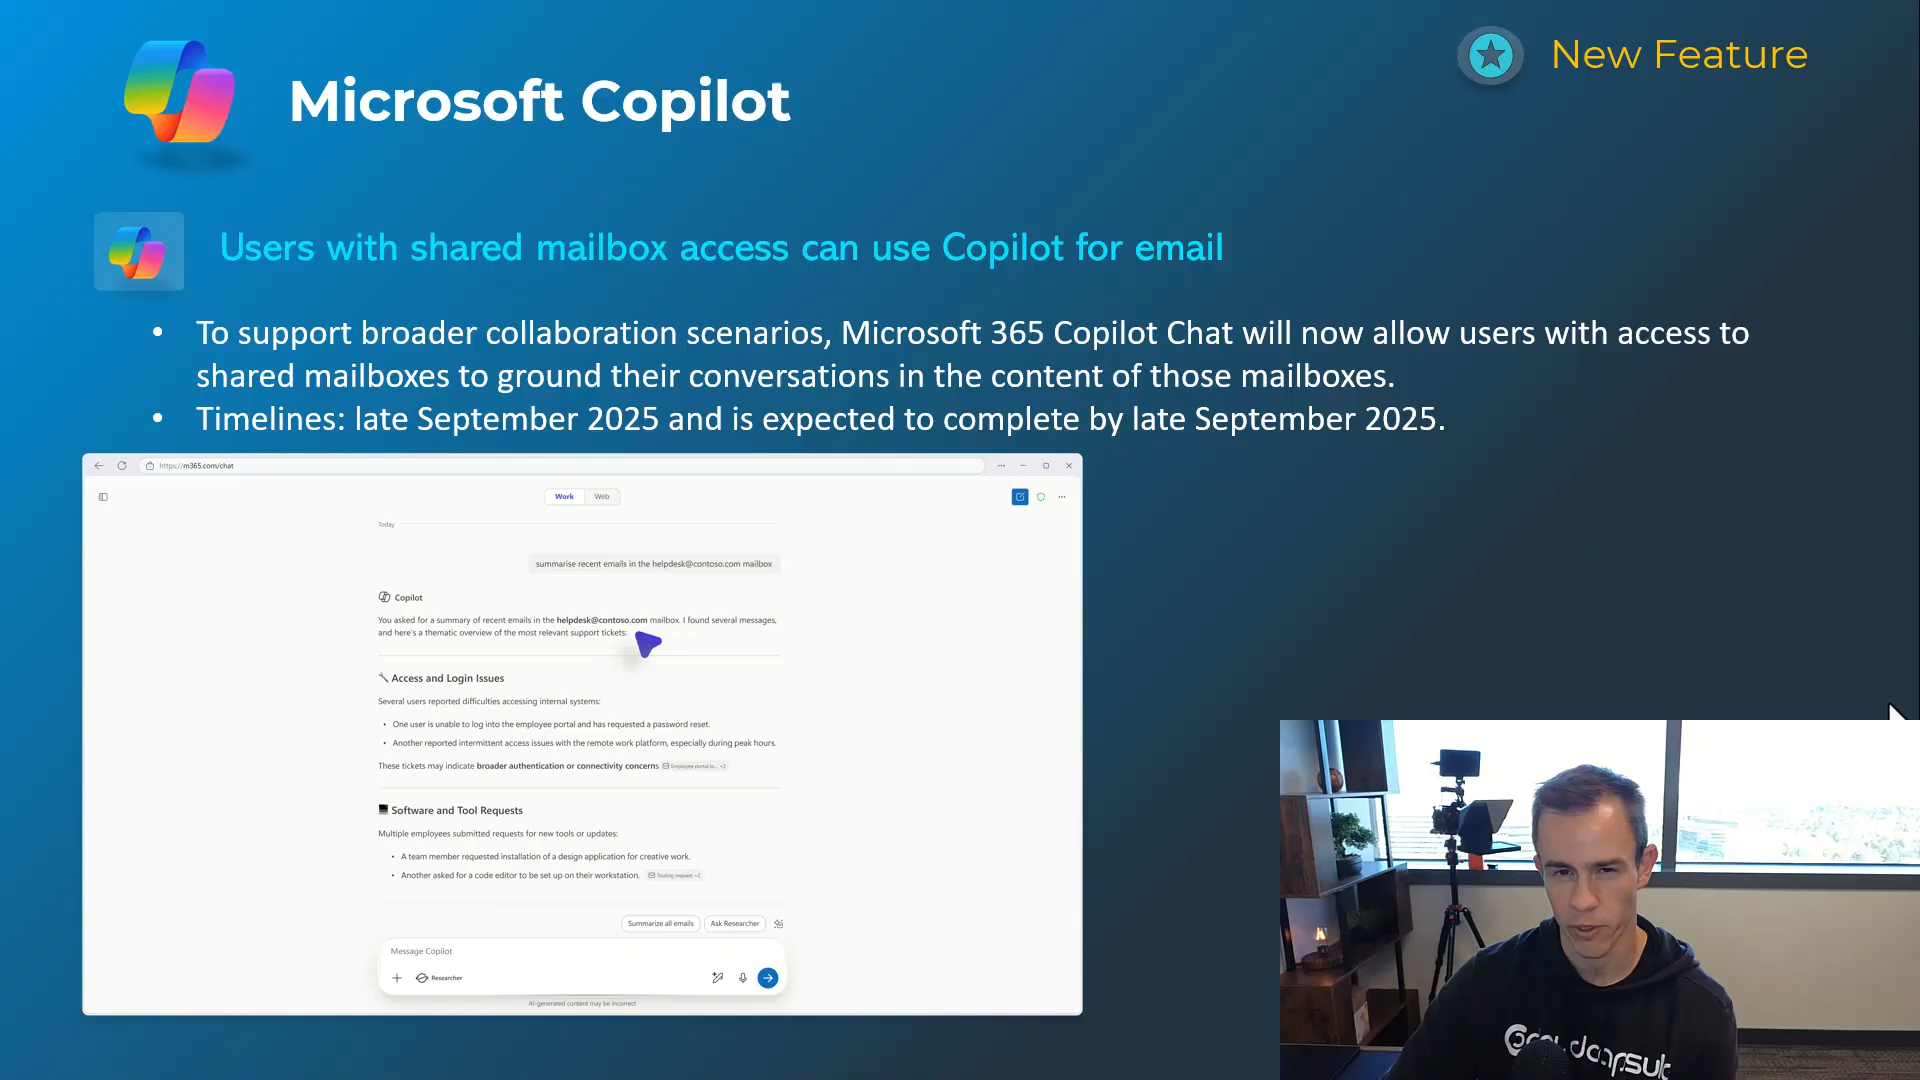 New Feature
Microsoft Copilot
Users with shared mailbox access can use Copilot for email
• To support broader collaboration scenarios, Microsoft 365 Copilot Chat will now allow users with access to
shared mailboxes to ground their conversations in the content of those mailboxes.
• Timelines: late September 2025 and is expected to complete by late September 2025.
https://m365.com/chat
Work Web
Today
summarise recent emails in the helpdesk@contoso.com mailbox
Copilot
You asked for a summary of recent emails in the helpdesk@contoso.com mailbox. I found several messages,
and here's a thematic overview of the most relevant support tickets:
Access and Login Issues
Several users reported difficulties accessing internal systems:
• One user is unable to log into the employee portal and has requested a password reset.
• Another reported intermittent access issues with the remote work platform, especially during peak hours.
These tickets may indicate broader authentication or connectivity concerns Employee portal lo... +2
Software and Tool Requests
Multiple employees submitted requests for new tools or updates:
• A team member requested installation of a design application for creative work.
• Another asked for a code editor to be set up on their workstation. Tooling request +2
Summarize all emails Ask Researcher
Message Copilot
Researcher
AI-generated content may be incorrect